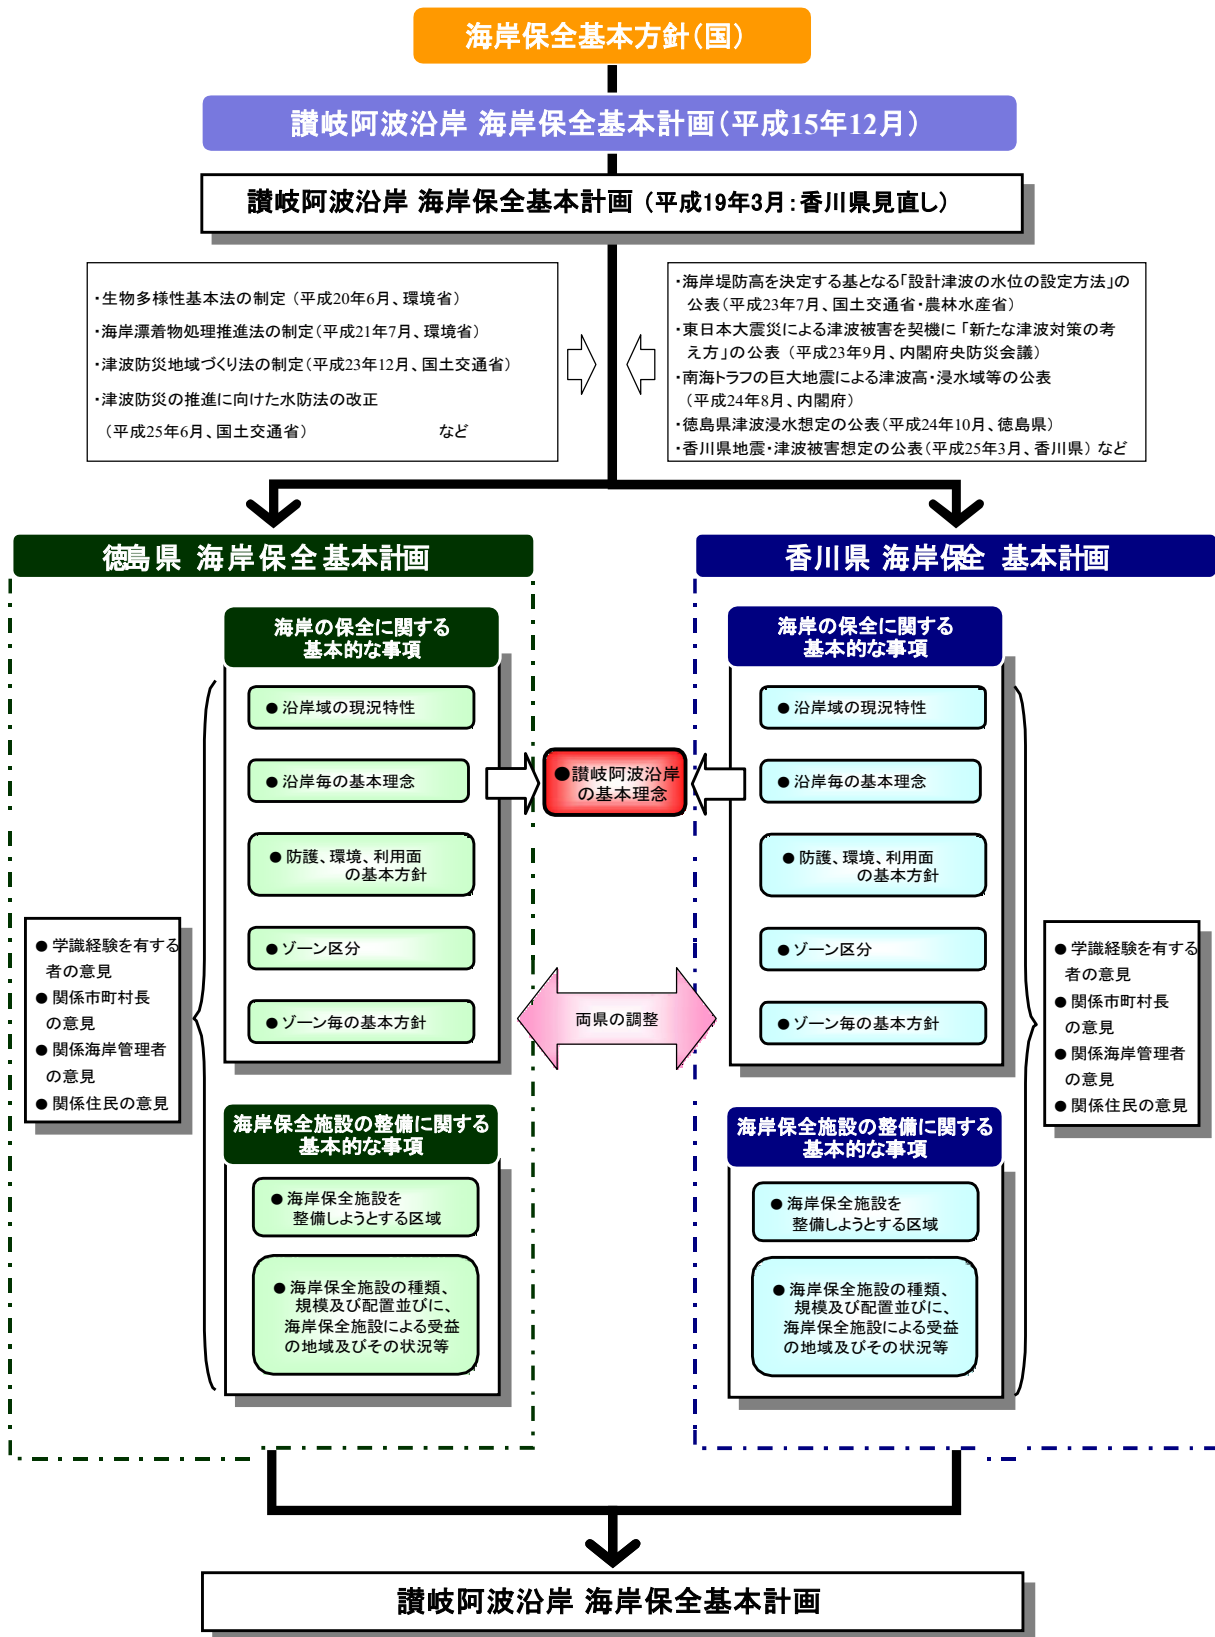 海岸保全基本方針（国）
讃岐阿波沿岸 海岸保全基本計画（平成15年12月）
讃岐阿波沿岸 海岸保全基本計画（平成19年3月：香川県見直し）
・生物多様性基本法の制定（平成20年6月、環境省）
・海岸漂着物処理推進法の制定（平成21年7月、環境省）
・津波防災地域づくり法の制定（平成23年12月、国土交通省）
・津波防災の推進に向けた水防法の改正
（平成25年6月、国土交通省） など
・海岸堤防高を決定する基となる「設計津波の水位の設定方法」の
公表（平成23年7月、国土交通省・農林水産省）
・東日本大震災による津波被害を契機に「新たな津波対策の考
え方」の公表（平成23年9月、内閣府央防災会議）
・南海トラフの巨大地震による津波高・浸水域等の公表
（平成24年8月、内閣府）
・徳島県津波浸水想定の公表（平成24年10月、徳島県）
・香川県地震・津波被害想定の公表（平成25年3月、香川県）など
徳島県 海岸保全基本計画
海岸の保全に関する
基本的な事項
●沿岸域の現況特性
●沿岸毎の基本理念
●防護、環境、利用面
の基本方針
●ゾーン区分
●ゾーン毎の基本方針
●学識経験を有する
者の意見
●関係市町村長
の意見
●関係海岸管理者
の意見
●関係住民の意見
海岸保全施設の整備に関する
基本的な事項
●海岸保全施設を
整備しようとする区域
●海岸保全施設の種類、
規模及び配置並びに、
海岸保全施設による受益
の地域及びその状況等
●讃岐阿波沿岸
の基本理念
両県の調整
香川県 海岸保全 基本計画
海岸の保全に関する
基本的な事項
●沿岸域の現況特性
●沿岸毎の基本理念
●防護、環境、利用面
の基本方針
●ゾーン区分
●ゾーン毎の基本方針
●学識経験を有する
者の意見
●関係市町村長
の意見
●関係海岸管理者
の意見
●関係住民の意見
海岸保全施設の整備に関する
基本的な事項
●海岸保全施設を
整備しようとする区域
●海岸保全施設の種類、
規模及び配置並びに、
海岸保全施設による受益
の地域及びその状況等
讃岐阿波沿岸 海岸保全基本計画